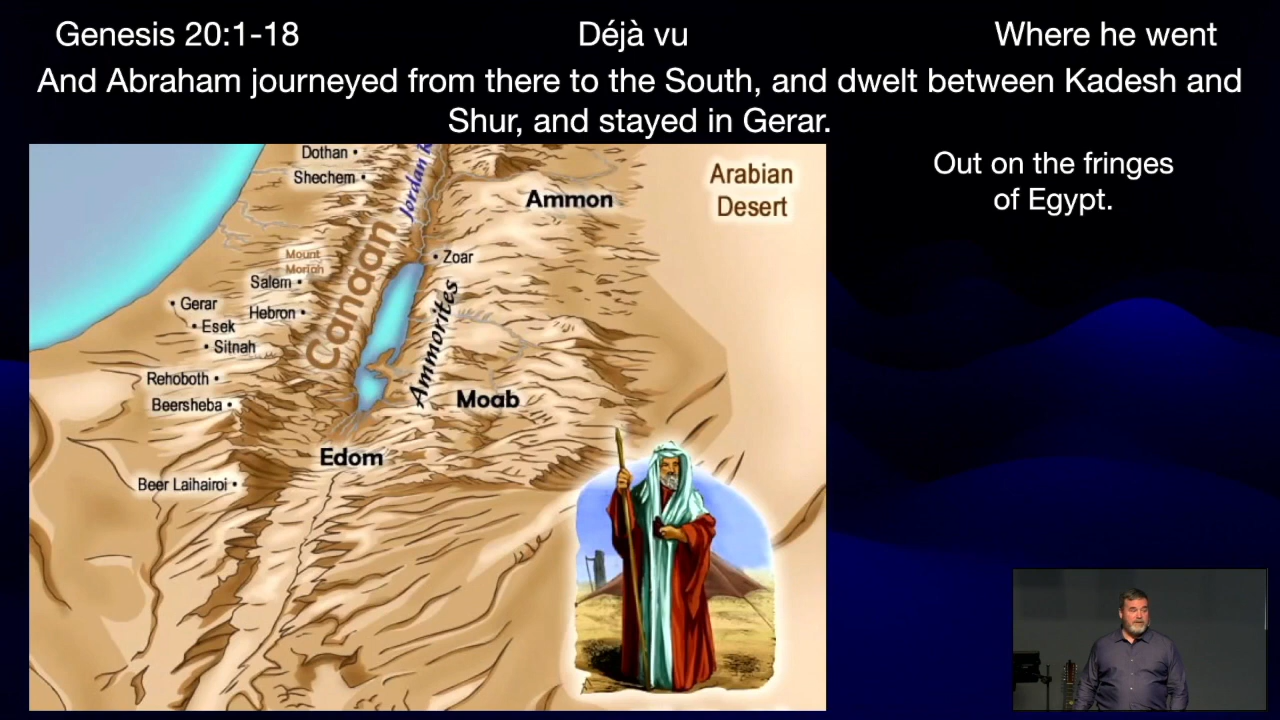 Genesis 20:1-18
Déjà vu
Where he went
And Abraham journeyed from there to the South, and dwelt between Kadesh and
Shur, and stayed in Gerar.
Out on the fringes
of Egypt.
Dothan
Shechem
Jordan R
Ammon
Arabian
Desert
Mount
Moriah
Zoar
Salem
Canaan
Gerar
Hebron
Esek
Ammorites
Sitnah
Rehoboth
Moab
Beersheba
Edom
Beer Laihairoi